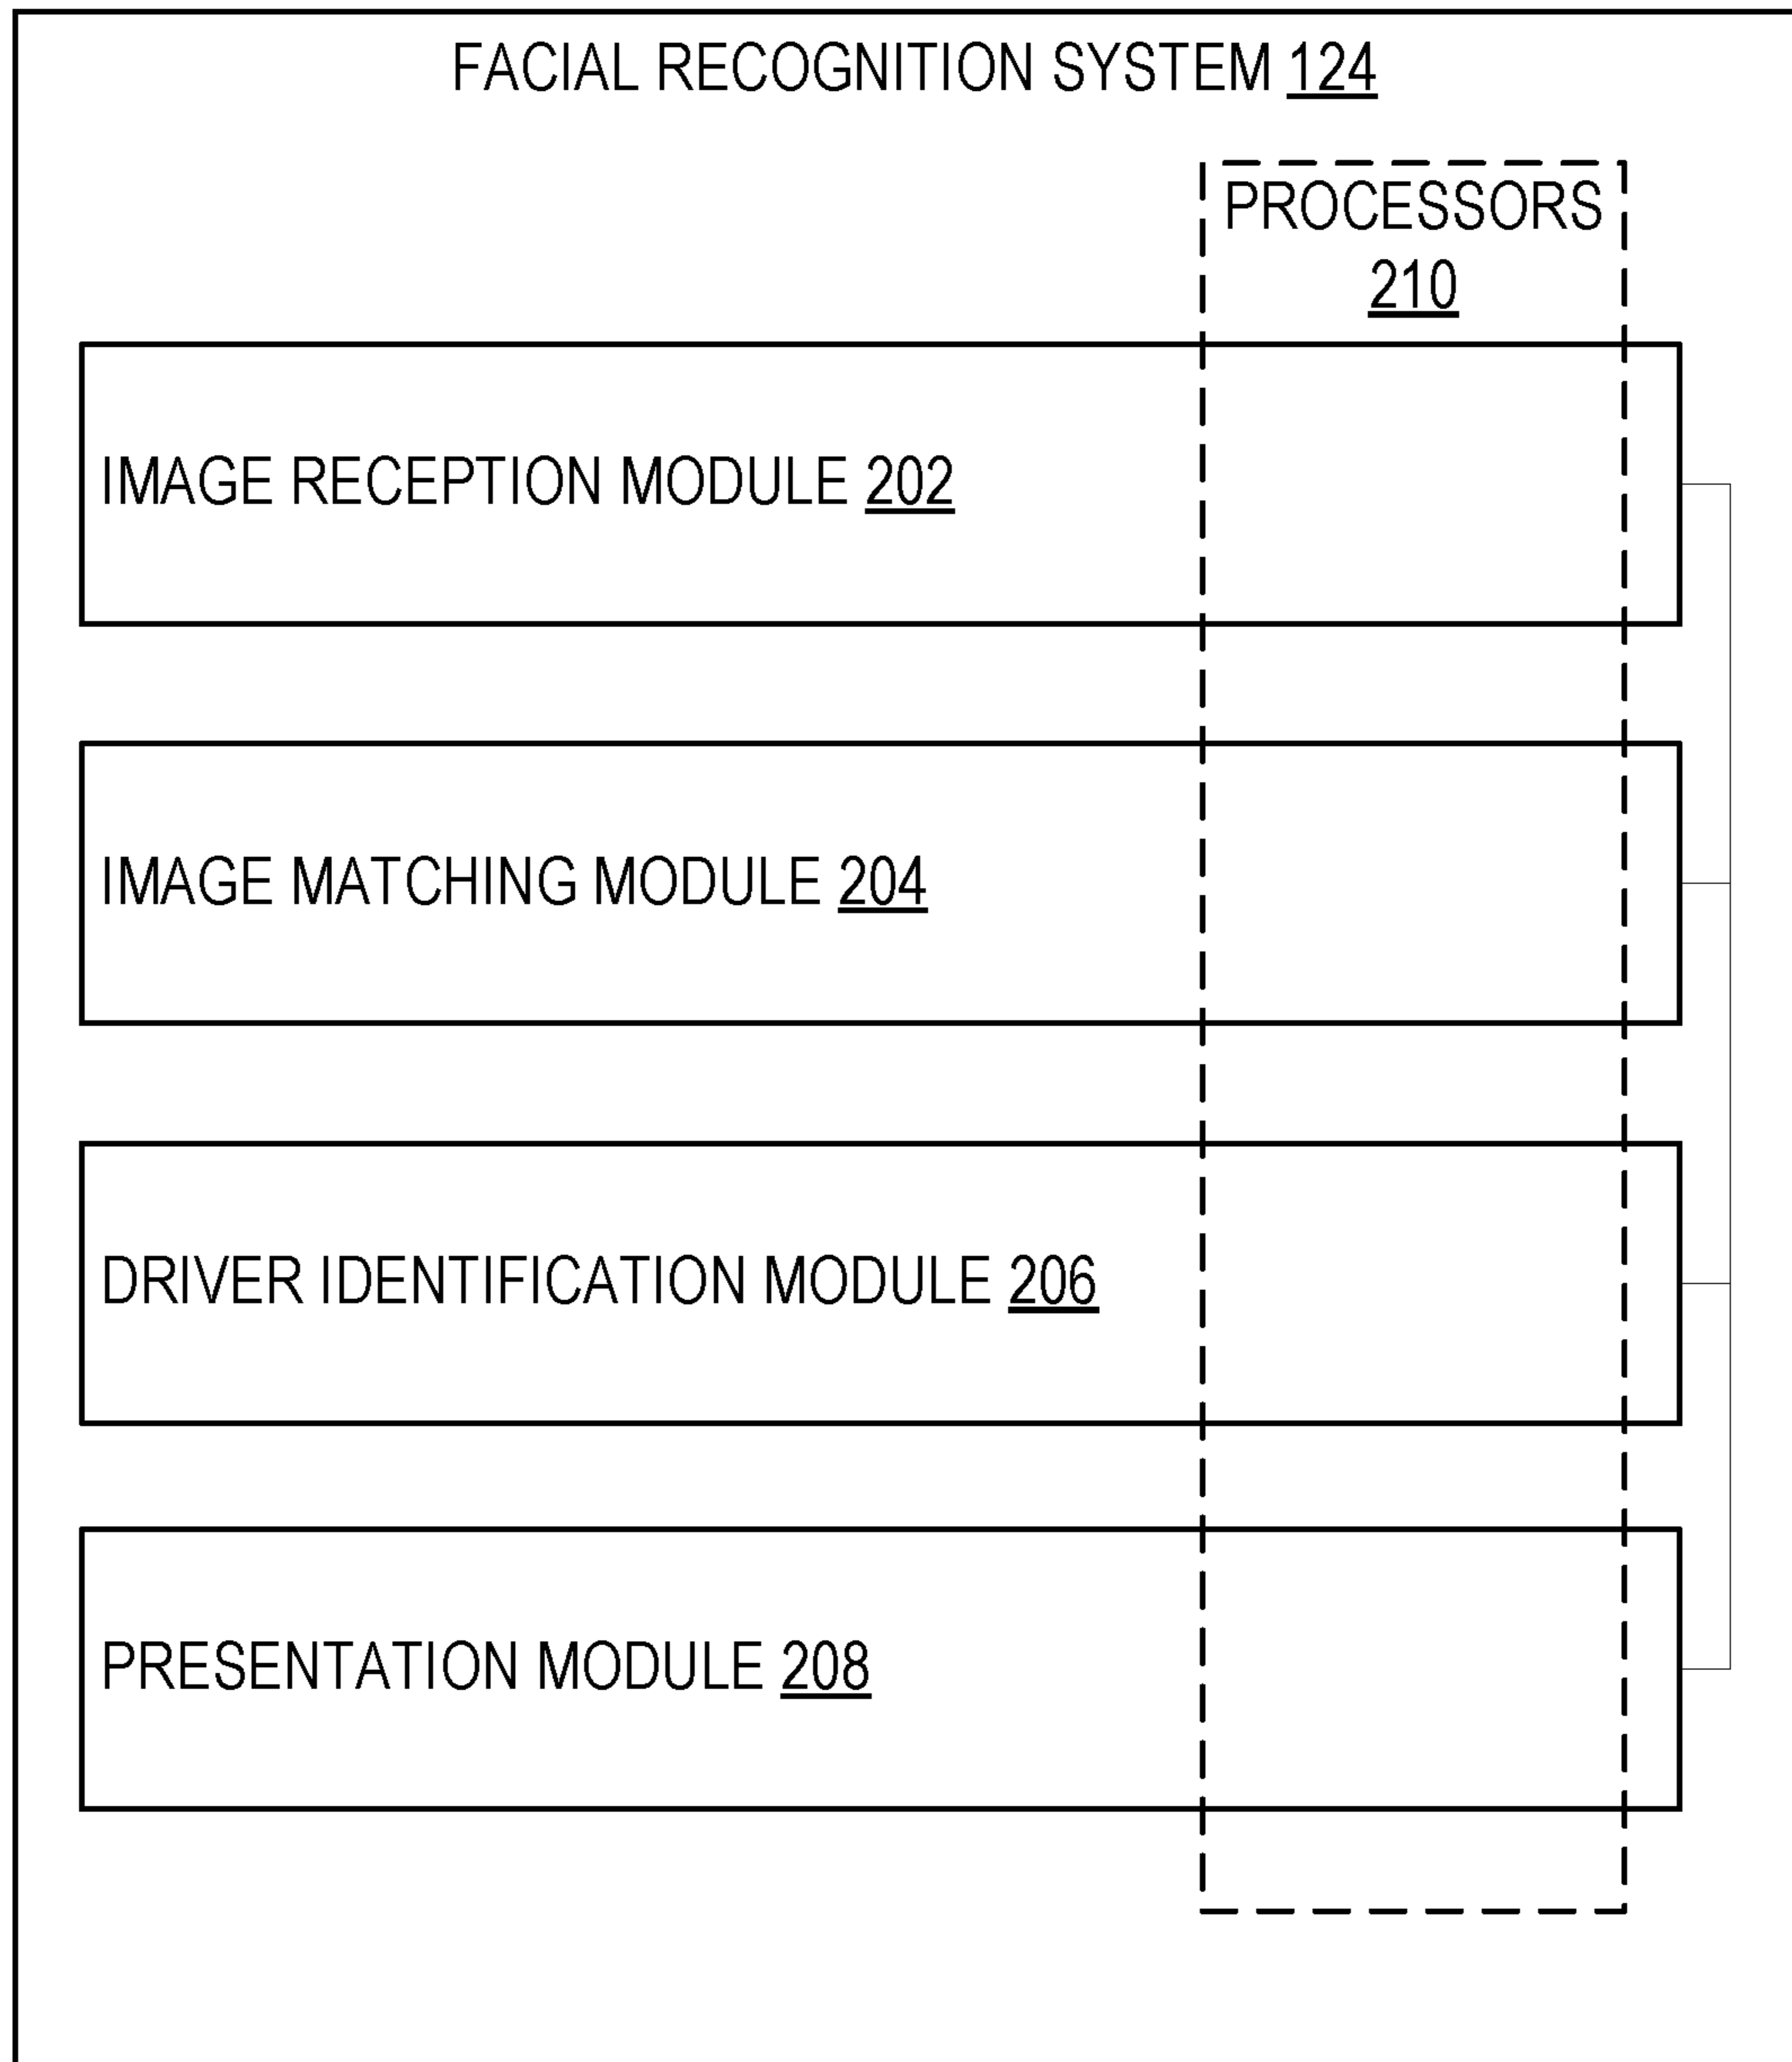 FACIAL RECOGNITION SYSTEM 124
PROCESSORS
210
IMAGE RECEPTION MODULE 202
IMAGE MATCHING MODULE 204
DRIVER IDENTIFICATION MODULE 206
PRESENTATION MODULE 208